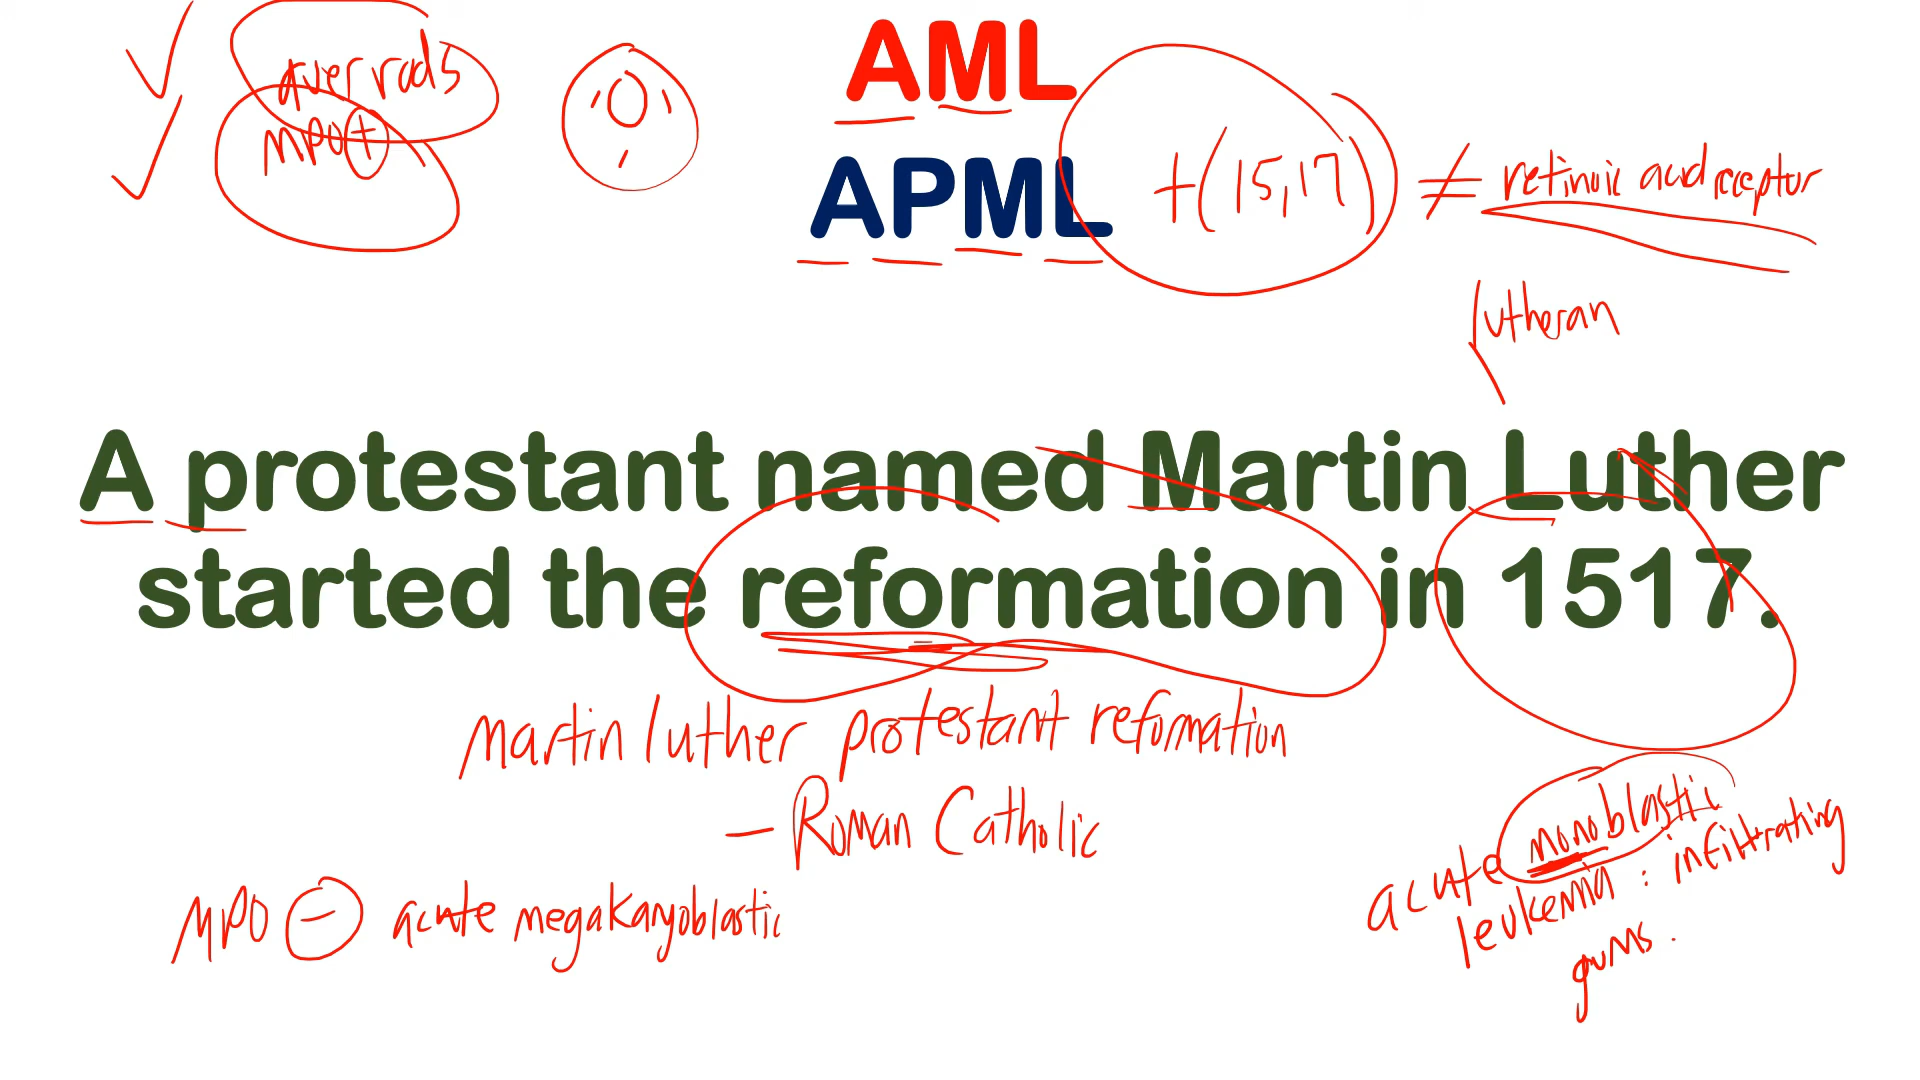 AML
auer rods
MPO +
APML
t(15,17) ≠ retinoic acid receptor
lutheran
A protestant named Martin Luther
started the reformation in 1517.
Martin luther protestant reformation
– Roman Catholic
MPO – acute megakaryoblastic
acute monoblastic
leukemia : infiltrating
gums.